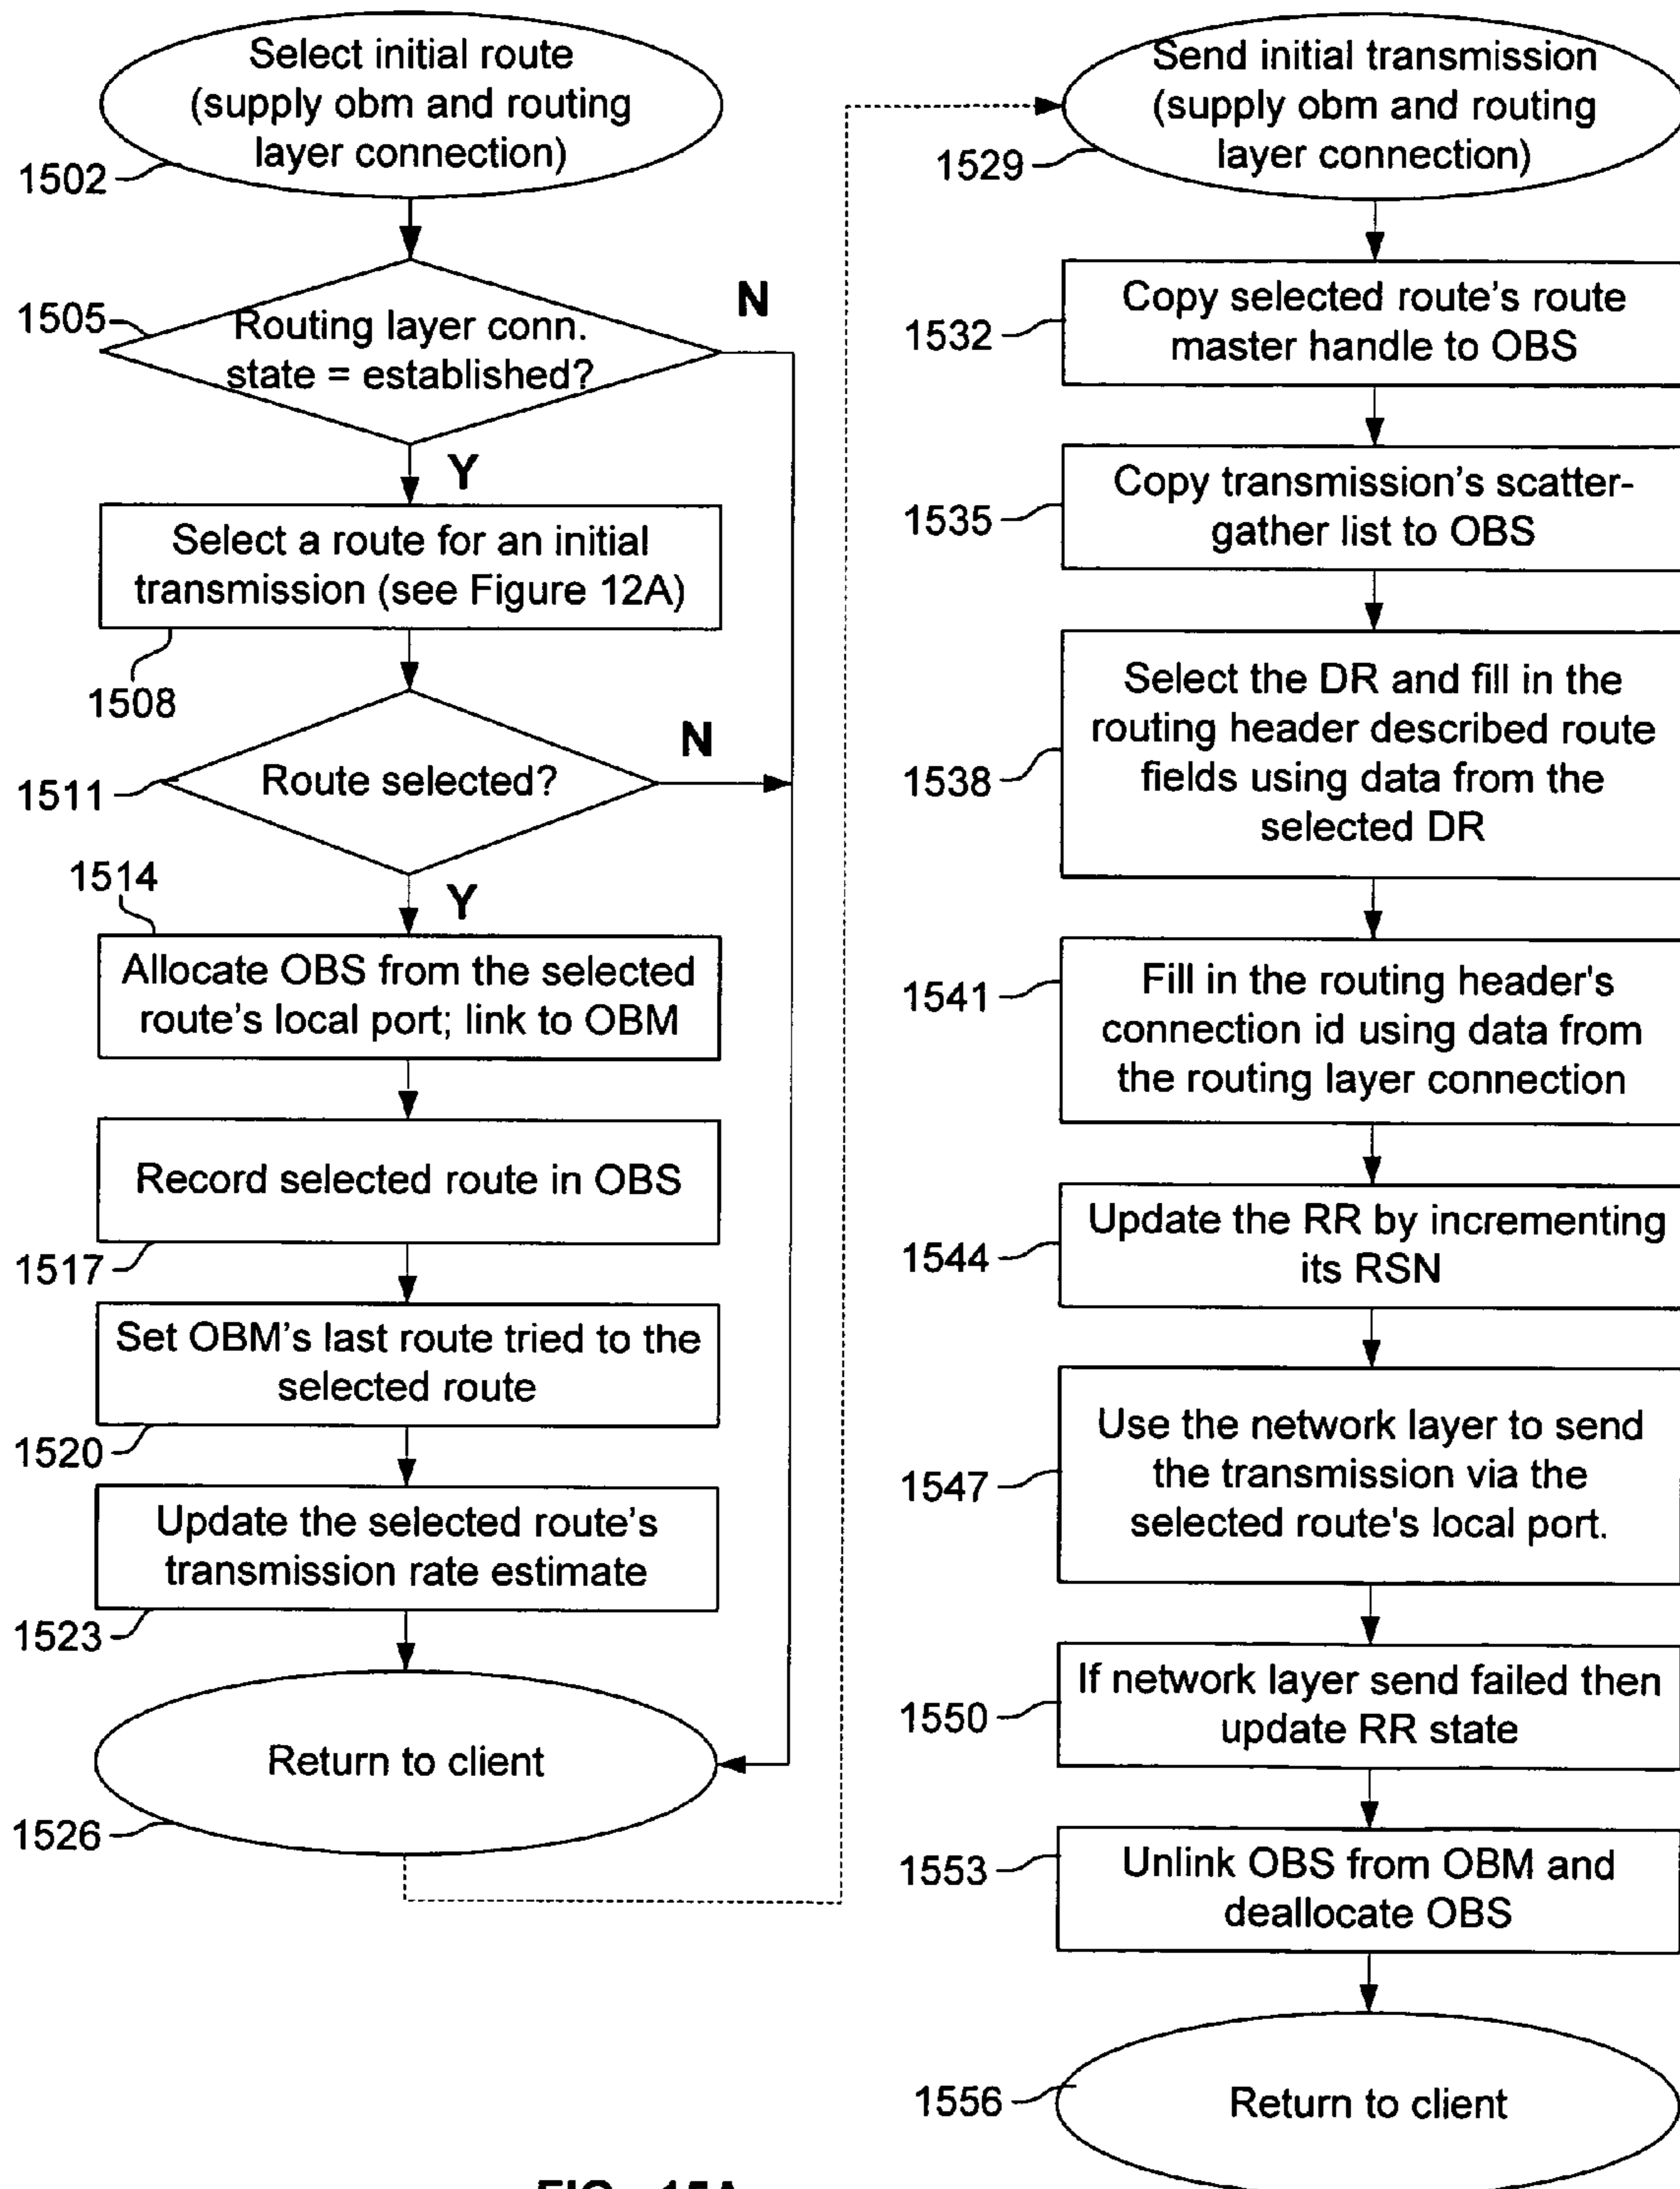 Select initial route
(supply obm and routing
layer connection)
1502
1505
Routing layer conn.
state = established?
N
Y
Select a route for an initial
transmission (see Figure 12A)
1508
1511
Route selected?
N
1514
Y
Allocate OBS from the selected
route's local port; link to OBM
Record selected route in OBS
1517
Set OBM's last route tried to the
selected route
1520
Update the selected route's
transmission rate estimate
1523
Return to client
1526
Send initial transmission
(supply obm and routing
layer connection)
1529
Copy selected route's route
master handle to OBS
1532
Copy transmission's scatter-
gather list to OBS
1535
Select the DR and fill in the
routing header described route
fields using data from the
selected DR
1538
Fill in the routing header's
connection id using data from
the routing layer connection
1541
Update the RR by incrementing
its RSN
1544
Use the network layer to send
the transmission via the
selected route's local port.
1547
If network layer send failed then
update RR state
1550
Unlink OBS from OBM and
deallocate OBS
1553
Return to client
1556
FIG. 15A